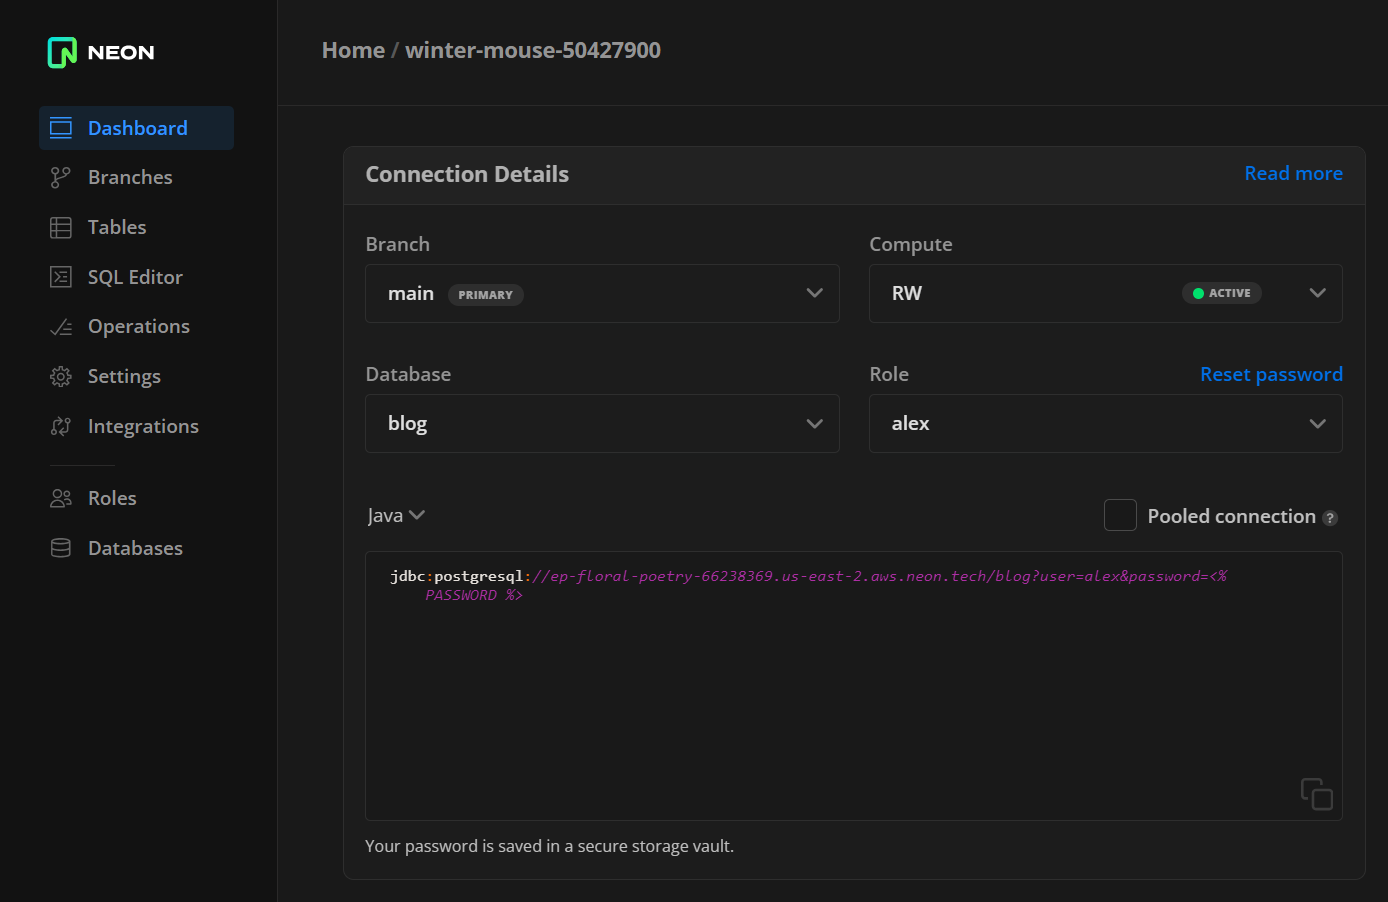 NEON
Home / winter-mouse-50427900
Dashboard
Branches
Tables
SQL Editor
Operations
Settings
Integrations
Roles
Databases
Connection Details
Read more
Branch
Compute
main PRIMARY
RW ACTIVE
Database
Role
Reset password
blog
alex
Java
Pooled connection ?
jdbc:postgresql://ep-floral-poetry-66238369.us-east-2.aws.neon.tech/blog?user=alex&password=<%
PASSWORD %>
Your password is saved in a secure storage vault.